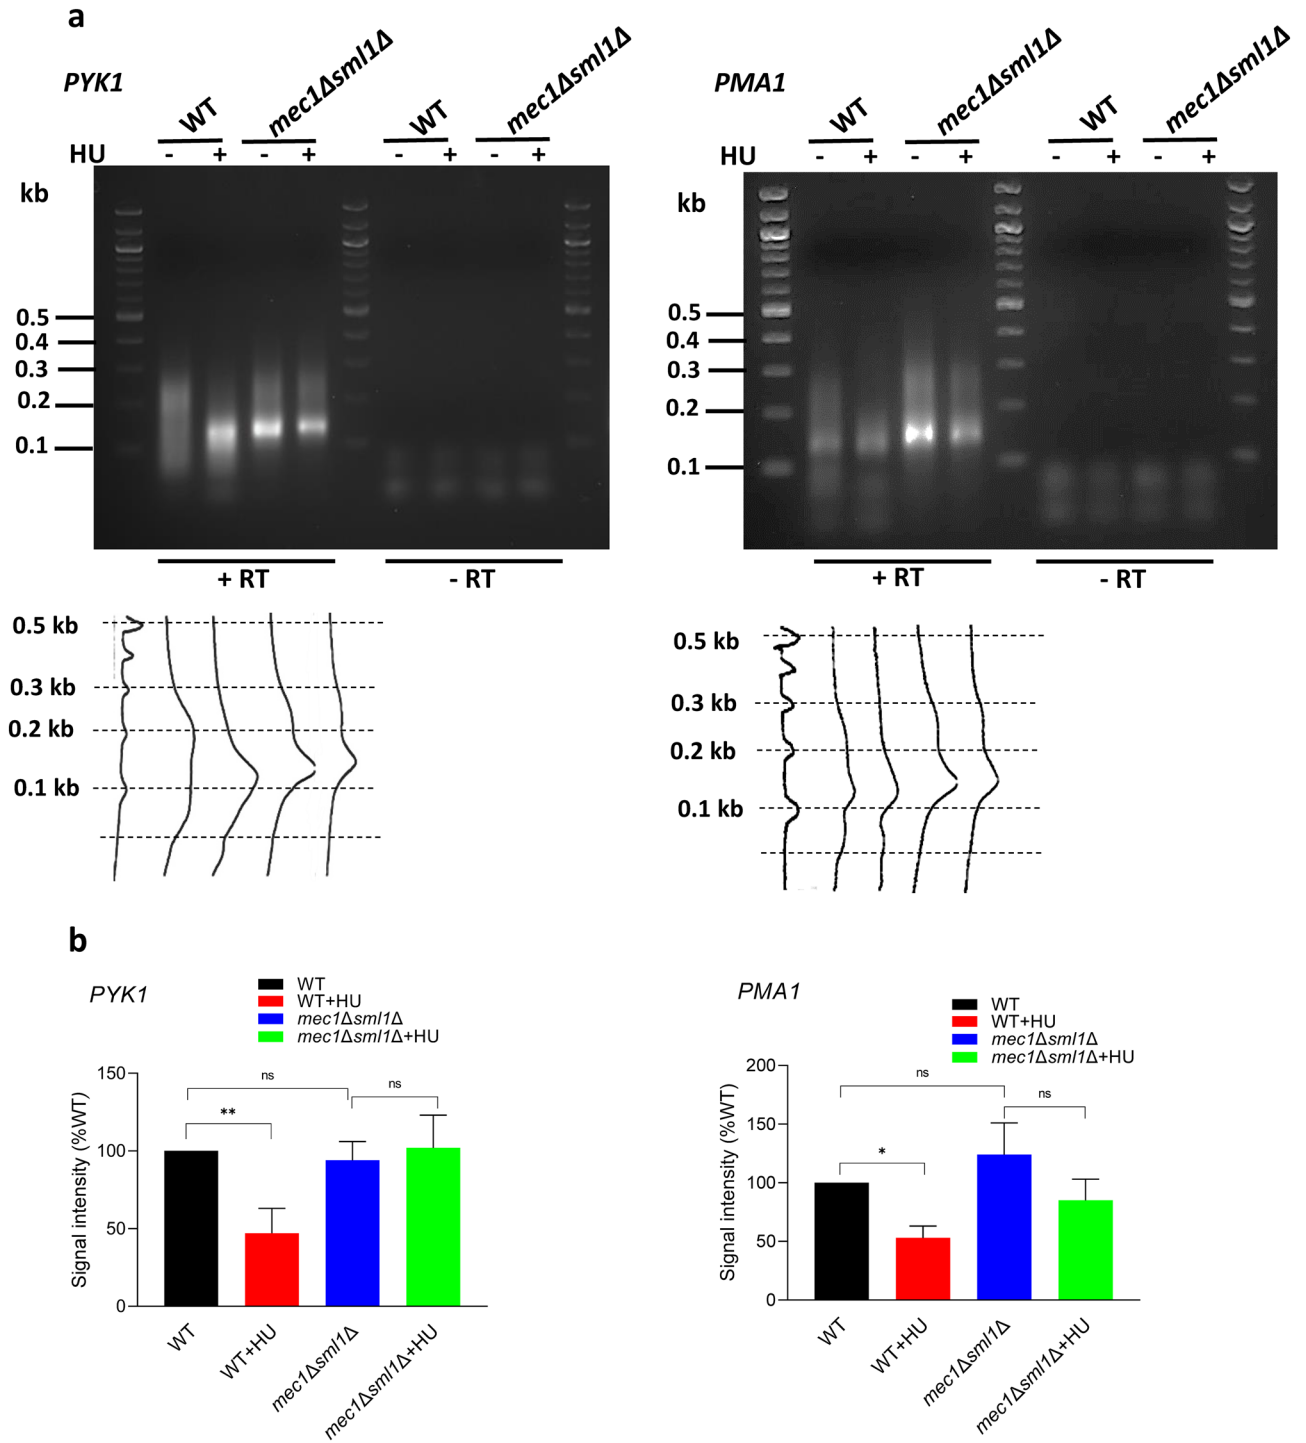 a
PYK1
WT
mec1Δsml1Δ
WT
mec1Δsml1Δ
HU - + - + - + - +
kb
0.5
0.4
0.3
0.2
0.1
+ RT
- RT
0.5 kb
0.3 kb
0.2 kb
0.1 kb
PMA1
WT
mec1Δsml1Δ
WT
mec1Δsml1Δ
HU - + - + - + - +
kb
0.5
0.4
0.3
0.2
0.1
+ RT
- RT
0.5 kb
0.3 kb
0.2 kb
0.1 kb
b
PYK1
WT
WT+HU
mec1Δsml1Δ
mec1Δsml1Δ+HU
Signal intensity (%WT)
150
100
50
0
**
ns
ns
WT
WT+HU
mec1Δsml1Δ
mec1Δsml1Δ+HU
PMA1
WT
WT+HU
mec1Δsml1Δ
mec1Δsml1Δ+HU
Signal intensity (%WT)
200
150
100
50
0
*
ns
ns
WT
WT+HU
mec1Δsml1Δ
mec1Δsml1Δ+HU